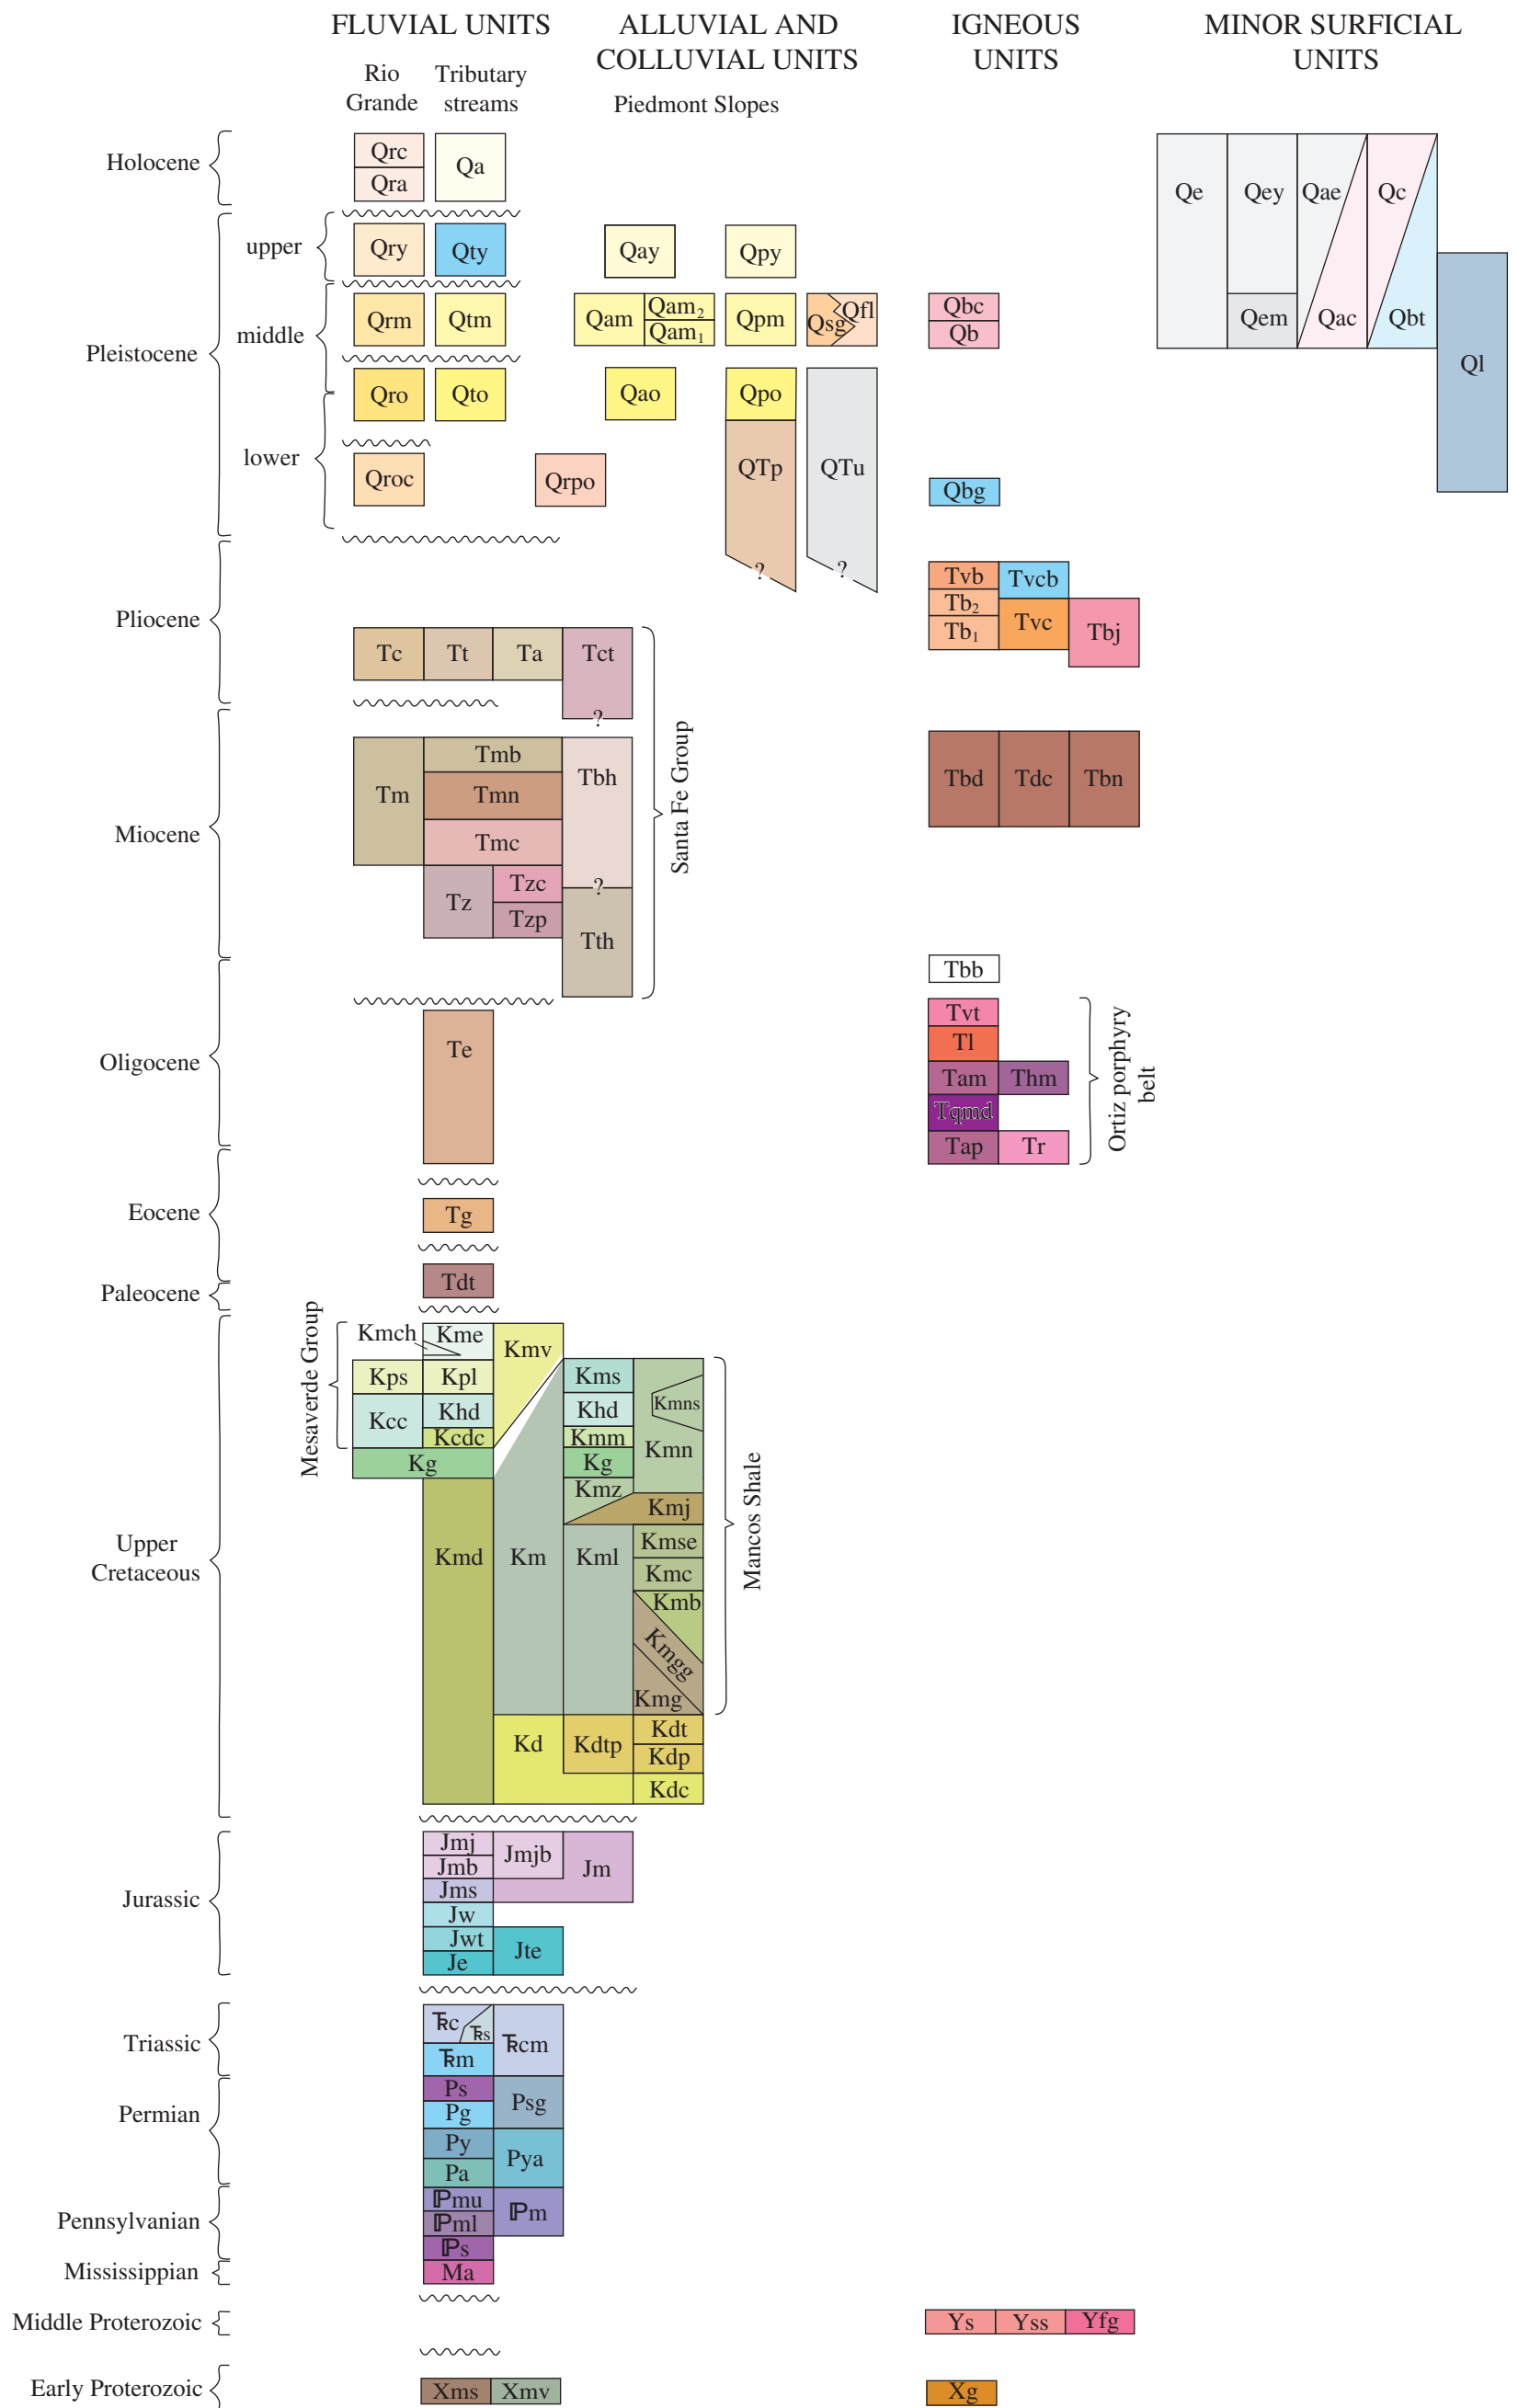 FLUVIAL UNITS
ALLUVIAL AND
COLLUVIAL UNITS
IGNEOUS
UNITS
MINOR SURFICIAL
UNITS
Rio
Grande
Tributary
streams
Piedmont Slopes
Holocene
Qrc
Qra
Qa
Qe
Qey
Qae
Qc
Pleistocene
upper
Qry
Qty
Qay
Qpy
middle
Qrm
Qtm
Qam
Qam₂
Qam₁
Qpm
Qsg
Qfl
Qbc
Qb
Qem
Qac
Qbt
Ql
Qro
Qto
Qao
Qpo
lower
Qroc
Qrpo
QTp
QTu
Qbg
?
?
Pliocene
Tvb
Tvcb
Tb₂
Tb₁
Tvc
Tbj
Tc
Tt
Ta
Tct
?
Santa Fe Group
Miocene
Tm
Tmb
Tmn
Tmc
Tbh
Tbd
Tdc
Tbn
?
Tz
Tzc
Tzp
Tth
Oligocene
Tbb
Te
Tvt
Tl
Tam
Thm
Tqmd
Tap
Tr
Ortiz porphyry
belt
Eocene
Tg
Paleocene
Tdt
Upper
Cretaceous
Mesaverde Group
Kmch
Kme
Kmv
Kps
Kpl
Kcc
Khd
Kcdc
Kg
Kms
Khd
Kmm
Kg
Kmz
Kmns
Kmn
Kmj
Mancos Shale
Kmd
Km
Kml
Kmse
Kmc
Kmb
Kmgg
Kmg
Kd
Kdtp
Kdt
Kdp
Kdc
Jurassic
Jmj
Jmb
Jmjb
Jm
Jms
Jw
Jwt
Je
Jte
Triassic
Ꞧc
Ꞧs
Ꞧcm
Ꞧm
Permian
Ps
Pg
Psg
Py
Pa
Pya
Pennsylvanian
ℙmu
ℙml
ℙm
ℙs
Mississippian
Ma
Middle Proterozoic
Ys
Yss
Yfg
Early Proterozoic
Xms
Xmv
Xg